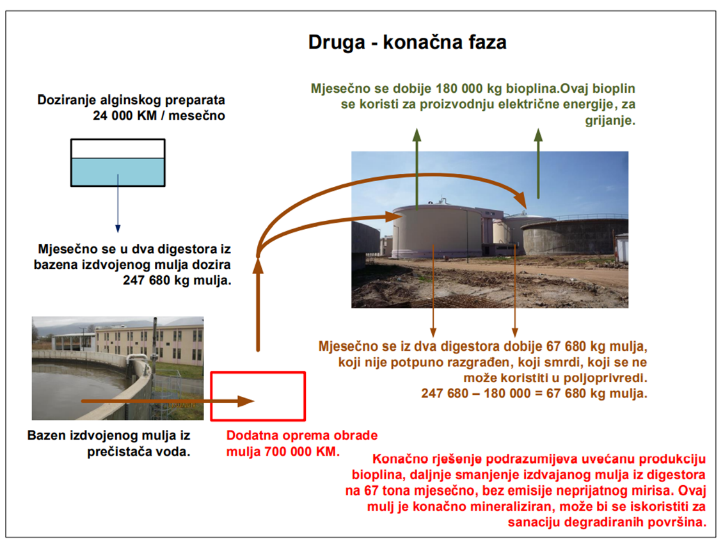 Druga - konačna faza
Doziranje alginskog preparata
24 000 KM / mesečno
Mjesečno se dobije 180 000 kg bioplina.Ovaj bioplin
se koristi za proizvodnju električne energije, za
grijanje.
Mjesečno se u dva digestora iz
bazena izdvojenog mulja dozira
247 680 kg mulja.
Mjesečno se iz dva digestora dobije 67 680 kg mulja,
koji nije potpuno razgrađen, koji smrdi, koji se ne
može koristiti u poljoprivredi.
247 680 – 180 000 = 67 680 kg mulja.
Bazen izdvojenog mulja iz
prečistača voda.
Dodatna oprema obrade
mulja 700 000 KM.
Konačno rješenje podrazumijeva uvećanu produkciju
bioplina, daljnje smanjenje izdvajanog mulja iz digestora
na 67 tona mjesečno, bez emisije neprijatnog mirisa. Ovaj
mulj je konačno mineraliziran, može bi se iskoristiti za
sanaciju degradiranih površina.